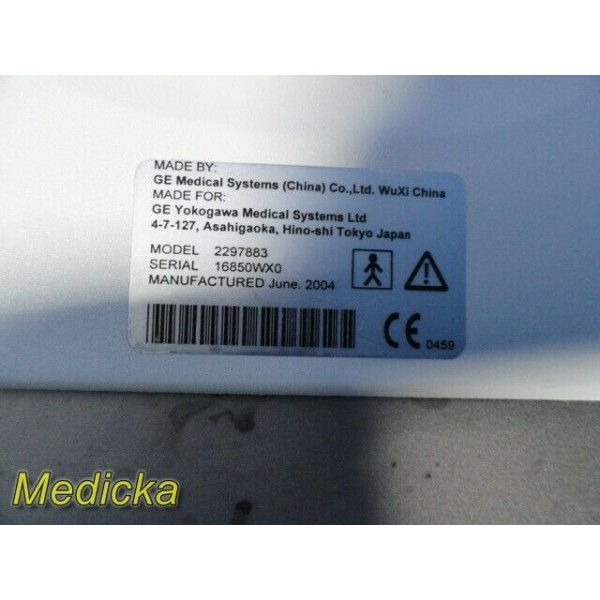 MADE BY:
GE Medical Systems (China) Co.,Ltd. WuXi China
MADE FOR:
GE Yokogawa Medical Systems Ltd
4-7-127, Asahigaoka, Hino-shi Tokyo Japan
MODEL 2297883
SERIAL 16850WX0
MANUFACTURED June. 2004
CE 0459
Medicka